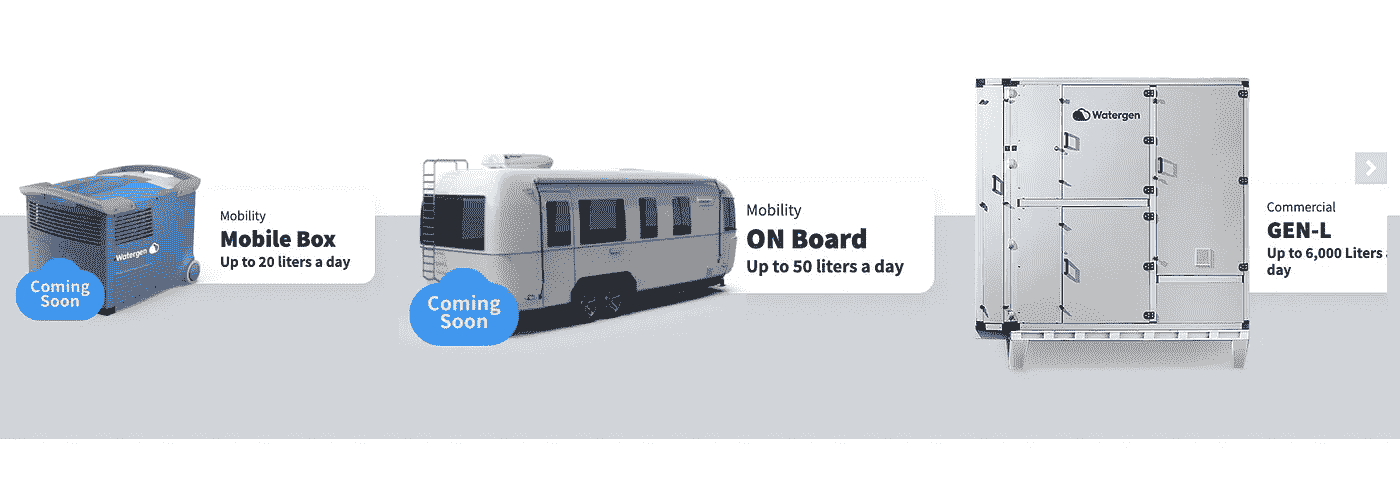 Mobility
Mobile Box
Up to 20 liters a day
Watergen
Coming
Soon
Mobility
ON Board
Up to 50 liters a day
Coming
Soon
Watergen
Commercial
GEN-L
Up to 6,000 Liters a
day